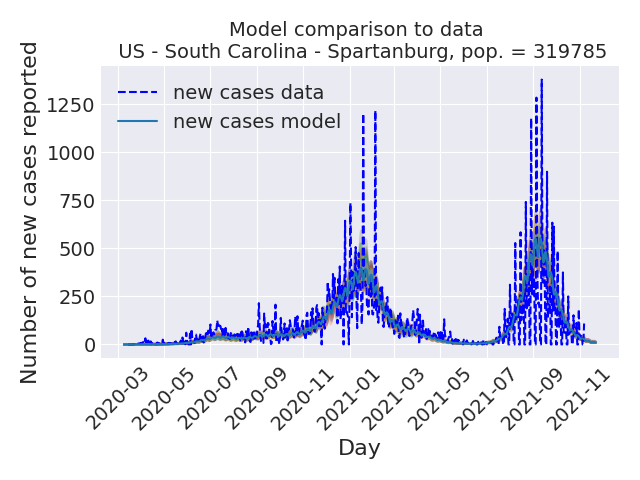 Model comparison to data
US - South Carolina - Spartanburg, pop. = 319785
new cases data
new cases model
Number of new cases reported
1250
1000
750
500
250
0
2020-03
2020-05
2020-07
2020-09
2020-11
2021-01
2021-03
2021-05
2021-07
2021-09
2021-11
Day